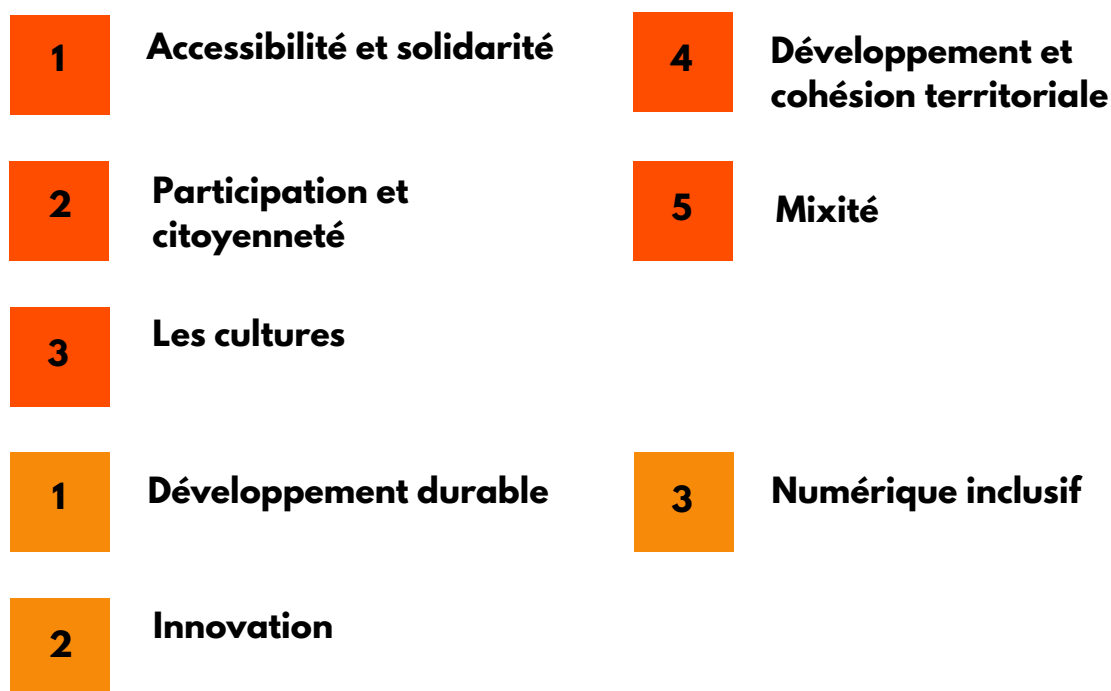 1
Accessibilité et solidarité
2
Participation et
citoyenneté
3
Les cultures
4
Développement et
cohésion territoriale
5
Mixité
1
Développement durable
2
Innovation
3
Numérique inclusif